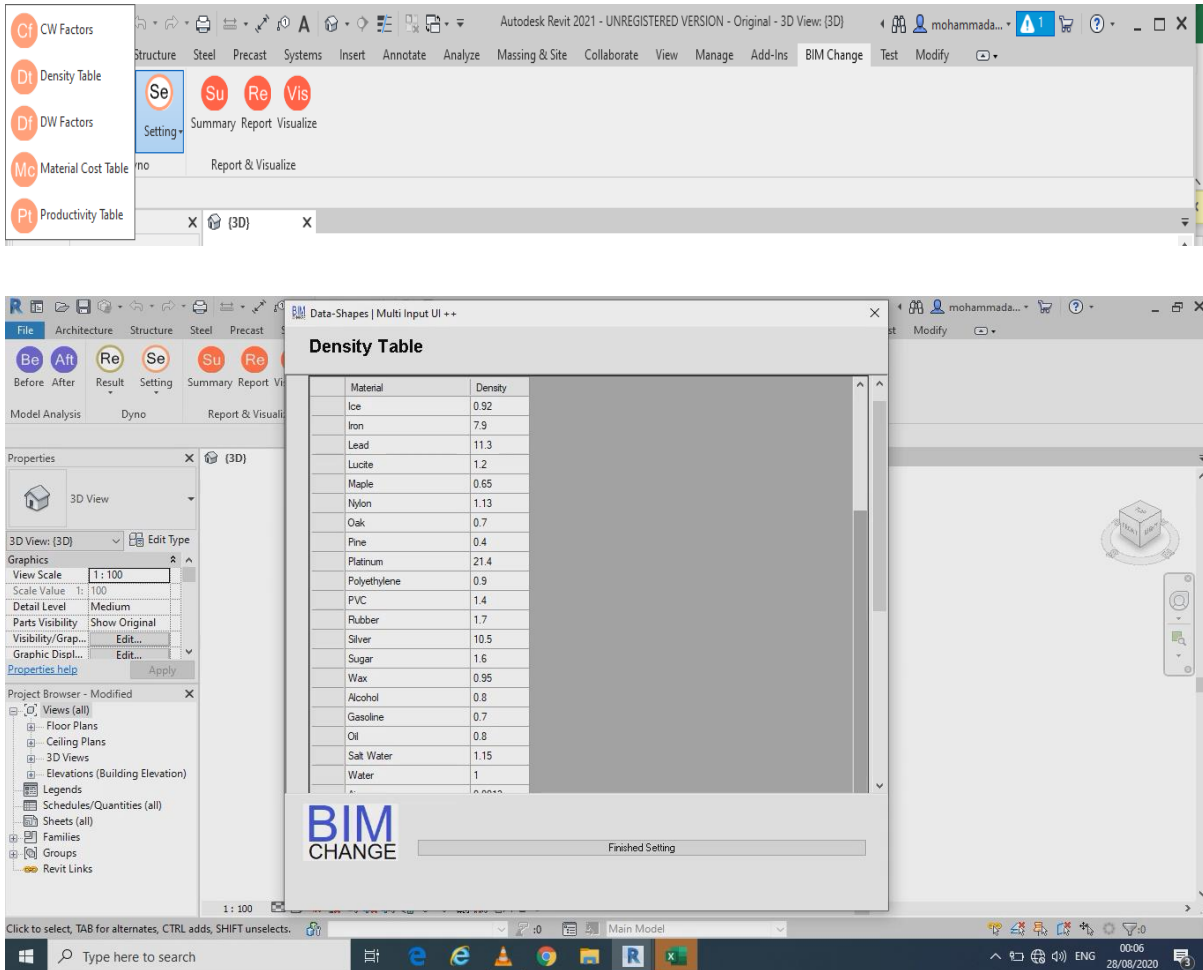 Cf CW Factors
Dt Density Table
Df DW Factors
Mc Material Cost Table
Pt Productivity Table
Autodesk Revit 2021 - UNREGISTERED VERSION - Original - 3D View: {3D}
mohammada...
1
Structure Steel Precast Systems Insert Annotate Analyze Massing & Site Collaborate View Manage Add-Ins BIM Change Test Modify
Se Su Re Vis
Setting Summary Report Visualize
Report & Visualize
{3D}
mohammada...
File Architecture Structure Steel Precast
Modify
Be Aft Re Se Su Re
Before After Result Setting Summary Report
Model Analysis Dyno Report & Visuali
Properties
{3D}
3D View
3D View: {3D} Edit Type
Graphics
View Scale 1 : 100
Scale Value 1: 100
Detail Level Medium
Parts Visibility Show Original
Visibility/Grap... Edit...
Graphic Displ... Edit...
Properties help Apply
Project Browser - Modified
Views (all)
Floor Plans
Ceiling Plans
3D Views
Elevations (Building Elevation)
Legends
Schedules/Quantities (all)
Sheets (all)
Families
Groups
Revit Links
Data-Shapes | Multi Input UI ++
Density Table
Material Density
Ice 0.92
Iron 7.9
Lead 11.3
Lucite 1.2
Maple 0.65
Nylon 1.13
Oak 0.7
Pine 0.4
Platinum 21.4
Polyethylene 0.9
PVC 1.4
Rubber 1.7
Silver 10.5
Sugar 1.6
Wax 0.95
Alcohol 0.8
Gasoline 0.7
Oil 0.8
Salt Water 1.15
Water 1
BIM
CHANGE
Finished Setting
1 : 100
Click to select, TAB for alternates, CTRL adds, SHIFT unselects.
:0 Main Model :0
Type here to search
ENG
00:06
28/08/2020